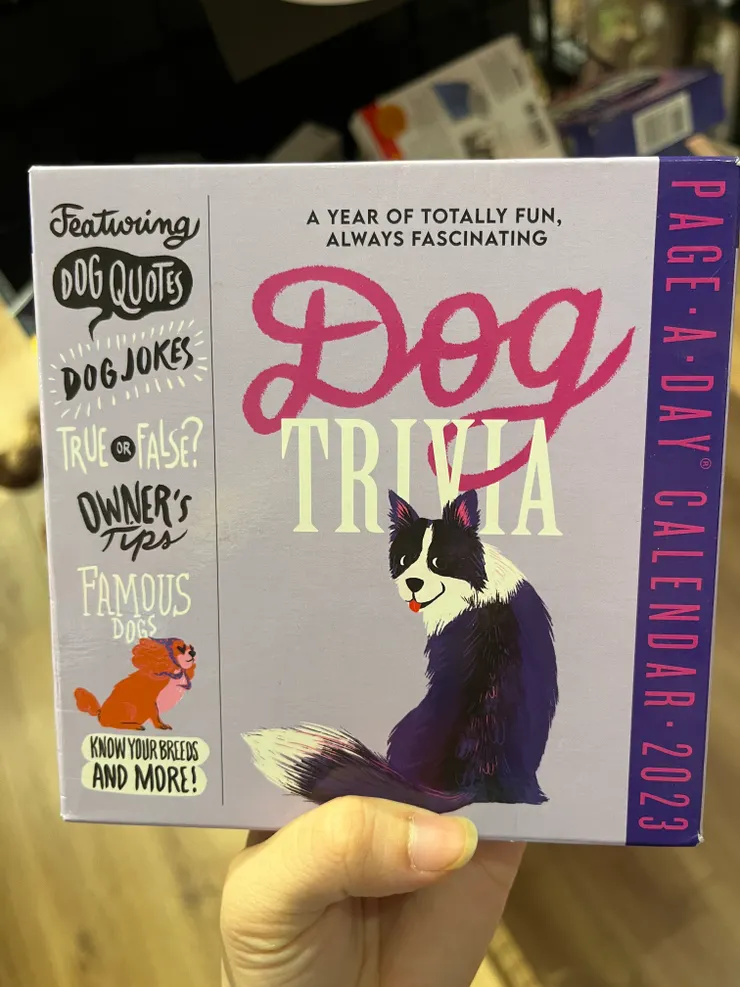 Featuring
DOG QUOTES
DOG JOKES
TRUE OR FALSE?
OWNER'S
Tips
FAMOUS
DOGS
KNOW YOUR BREEDS
AND MORE!
A YEAR OF TOTALLY FUN,
ALWAYS FASCINATING
Dog
TRIVIA
PAGE•A•DAY® CALENDAR•2023